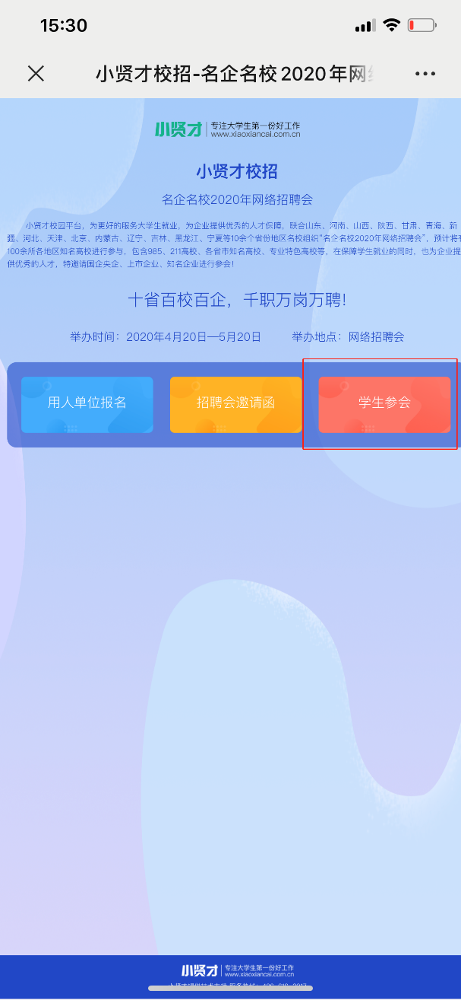 15:30
小贤才校招-名企名校2020年网
小贤才 专注大学生第一份好工作
www.xiaoxiancai.com.cn
小贤才校招
名企名校2020年网络招聘会
小贤才校园平台，为更好的服务大学生就业，为企业提供优秀的人才保障，联合山东、河南、山西、陕西、甘肃、青海、新
疆、河北、天津、北京、内蒙古、辽宁、吉林、黑龙江、宁夏等10余个省份地区名校组织“名企名校2020年网络招聘会”，预计将有
100余所各地区知名高校进行参与，包含985、211高校、各省市知名高校、专业特色高校等，在保障学生就业的同时，也为企业提
供优秀的人才，特邀请国企央企、上市企业、知名企业进行参会！
十省百校百企，千职万岗万聘!
举办时间：2020年4月20日—5月20日 举办地点：网络招聘会
用人单位报名 招聘会邀请函 学生参会
小贤才 专注大学生第一份好工作
www.xiaoxiancai.com.cn